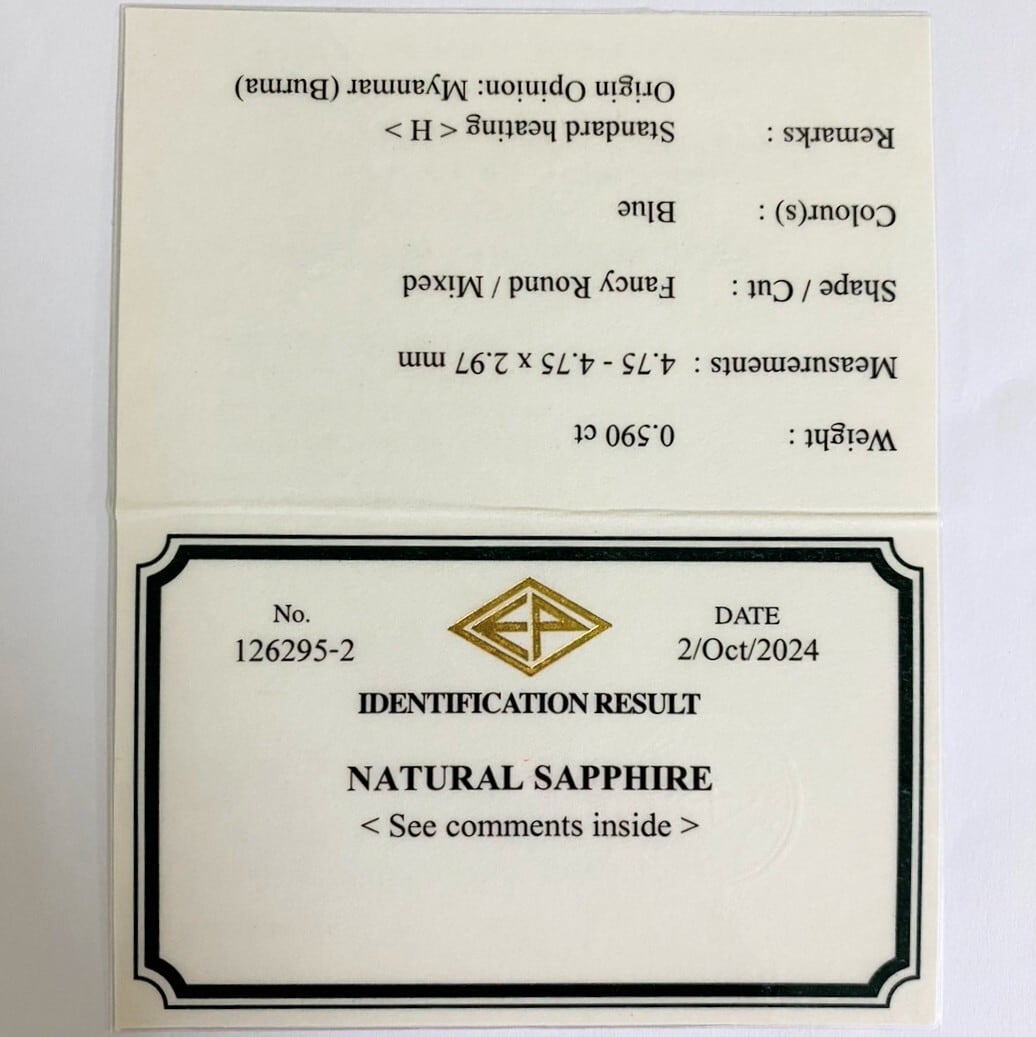 Weight : 0.590 ct
Measurements : 4.75 - 4.75 x 2.97 mm
Shape / Cut : Fancy Round / Mixed
Colour(s) : Blue
Remarks : Standard heating < H >
Origin Opinion: Myanmar (Burma)
No. DATE
126295-2 2/Oct/2024
EP
IDENTIFICATION RESULT
NATURAL SAPPHIRE
< See comments inside >